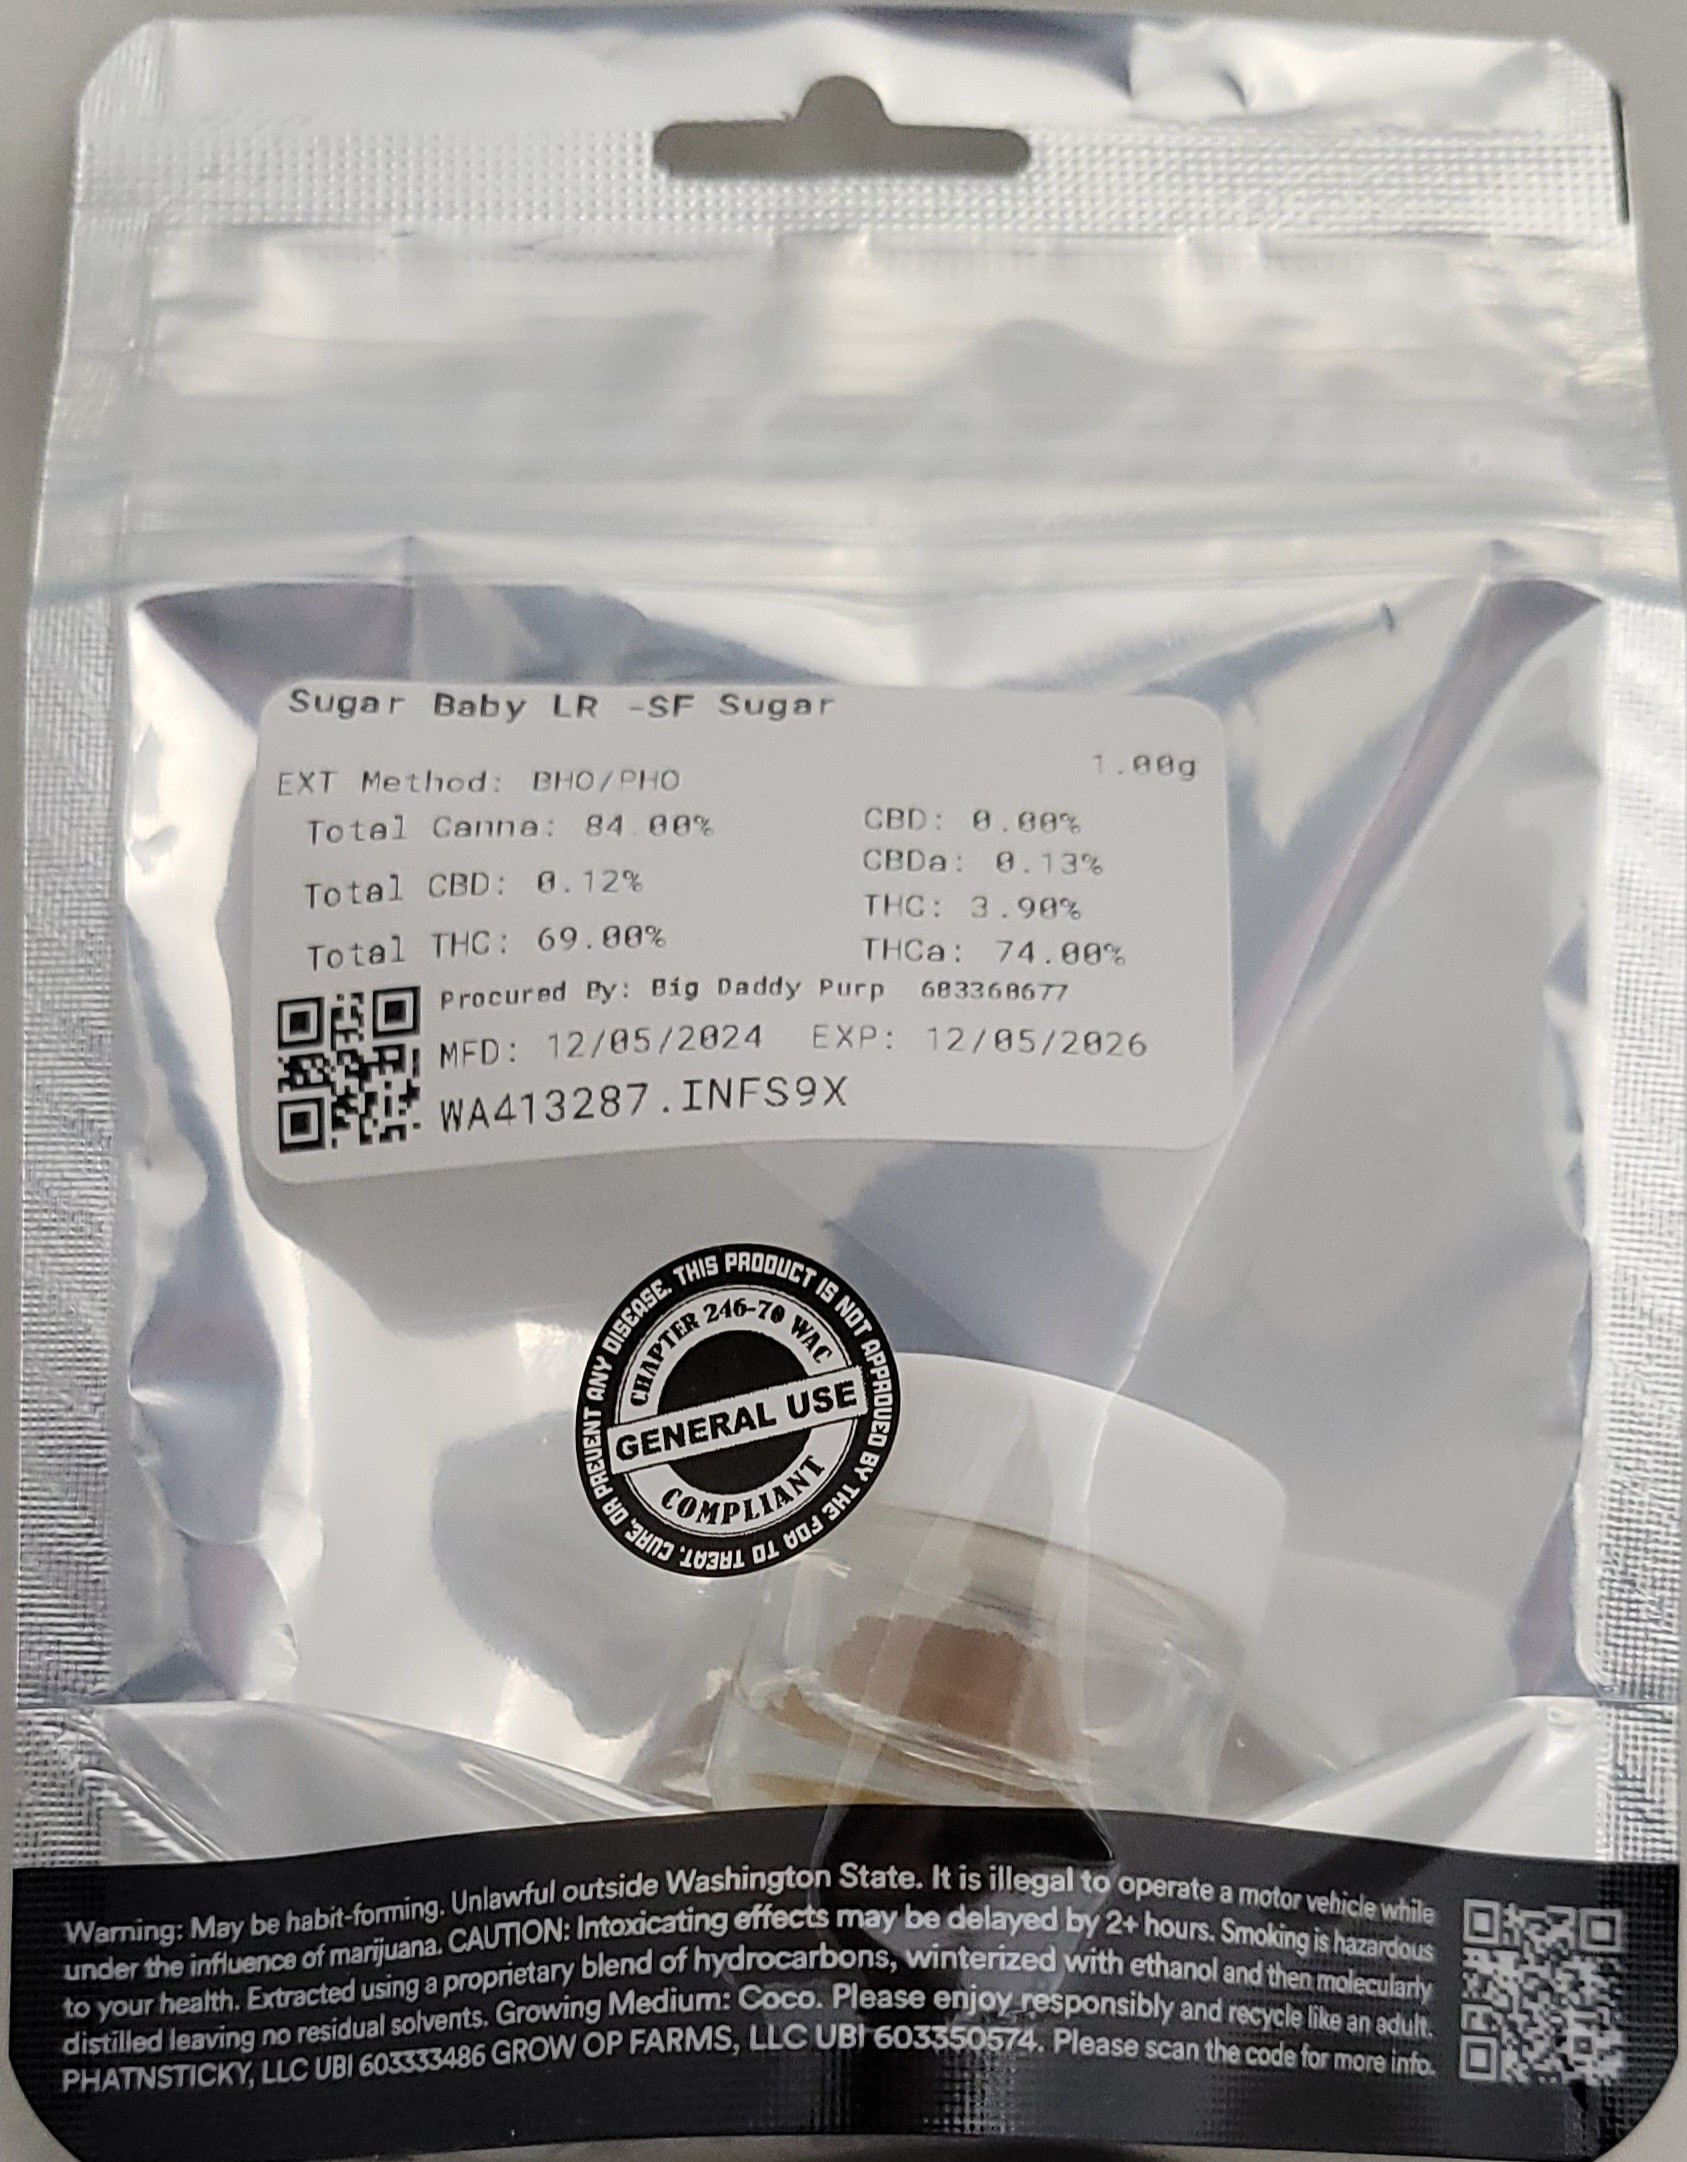 Sugar Baby LR -SF Sugar
1.00g
EXT Method: BHO/PHO
Total Canna: 84.00%
CBD: 0.00%
CBDa: 0.13%
Total CBD: 0.12%
THC: 3.90%
Total THC: 69.00%
THCa: 74.00%
Procured By: Big Daddy Purp 603360677
MFD: 12/05/2024 EXP: 12/05/2026
WA413287.INFS9X
THIS PRODUCT IS NOT APPROVED BY THE FDA TO TREAT, CURE, OR PREVENT ANY DISEASE.
CHAPTER 246-70 WAC
GENERAL USE
COMPLIANT
Warning: May be habit-forming. Unlawful outside Washington State. It is illegal to operate a motor vehicle while
under the influence of marijuana. CAUTION: Intoxicating effects may be delayed by 2+ hours. Smoking is hazardous
to your health. Extracted using a proprietary blend of hydrocarbons, winterized with ethanol and then molecularly
distilled leaving no residual solvents. Growing Medium: Coco. Please enjoy responsibly and recycle like an adult.
PHATNSTICKY, LLC UBI 603333486 GROW OP FARMS, LLC UBI 603350574. Please scan the code for more info.